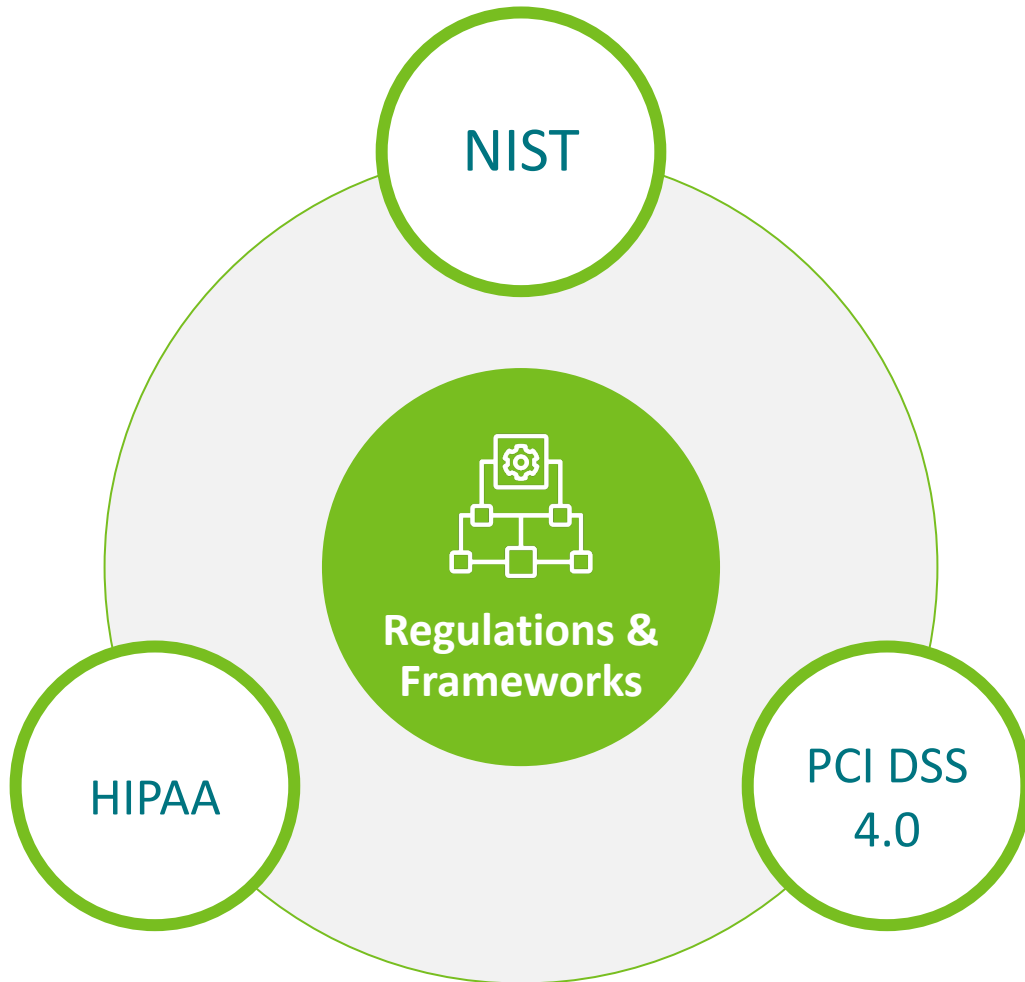 NIST
Regulations &
Frameworks
HIPAA
PCI DSS
4.0